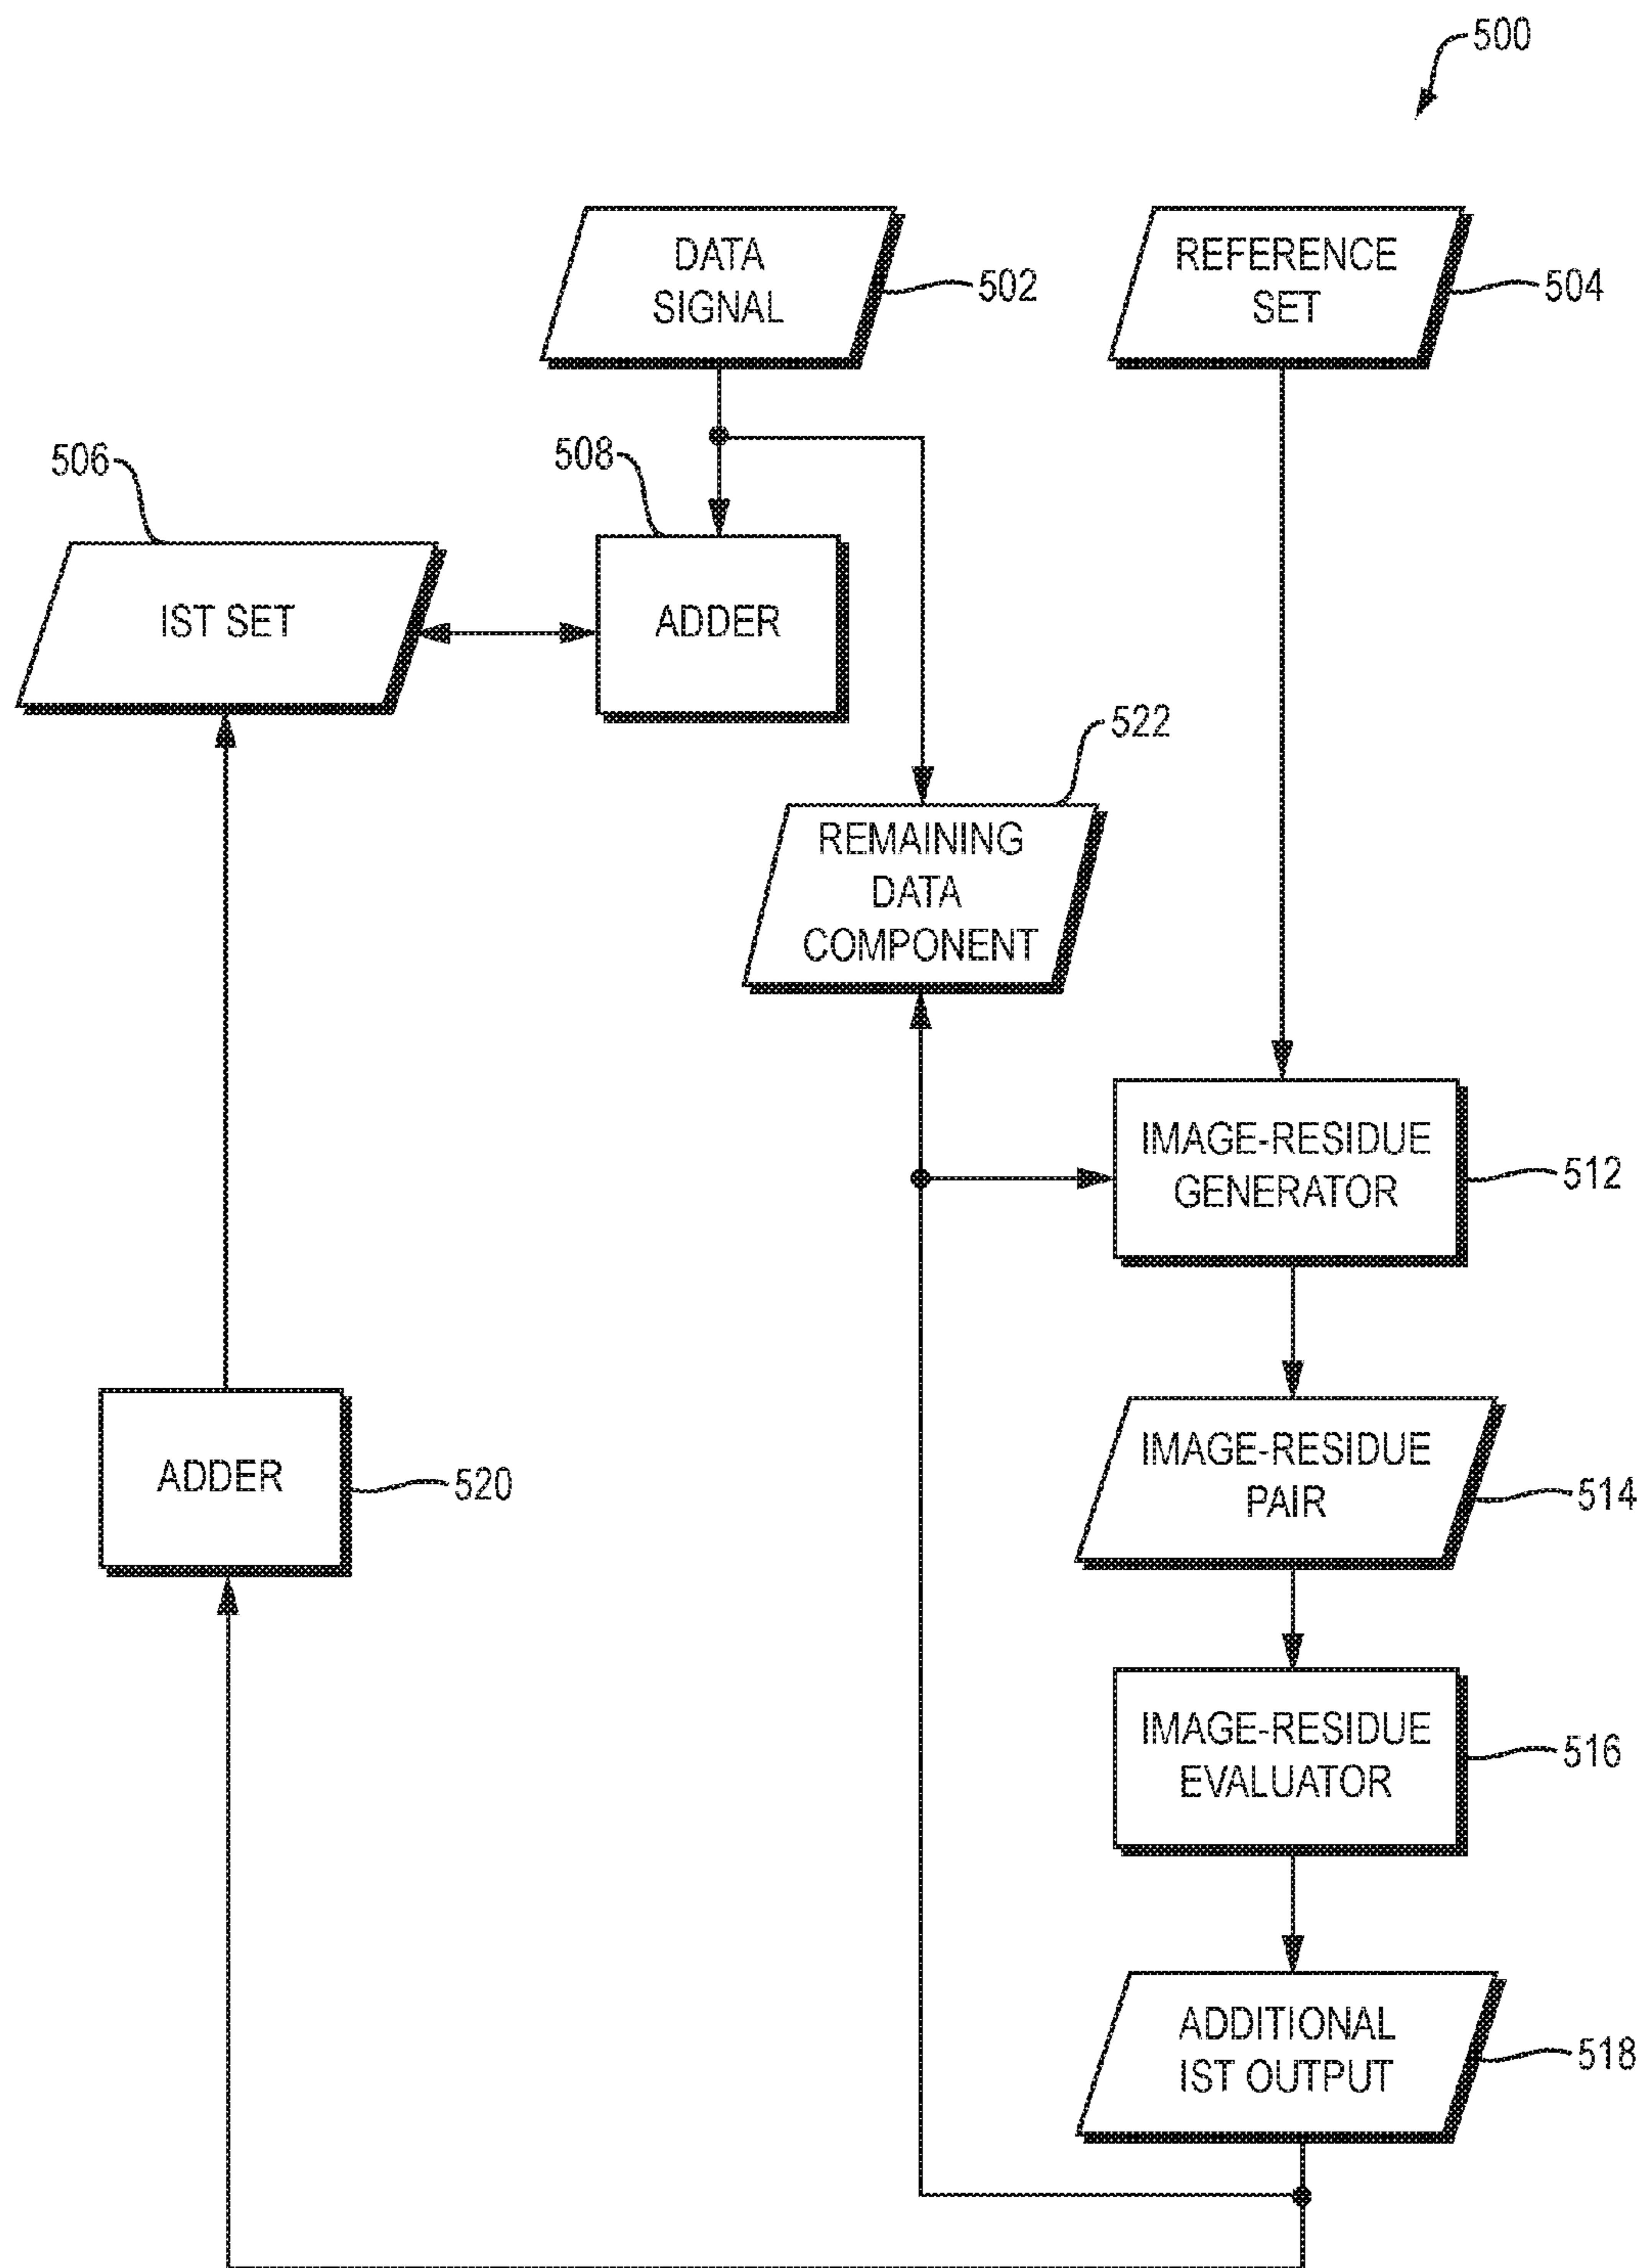 500
DATA
SIGNAL
502
REFERENCE
SET
504
506
508
IST SET
ADDER
522
REMAINING
DATA
COMPONENT
IMAGE-RESIDUE
GENERATOR
512
IMAGE-RESIDUE
PAIR
514
ADDER
520
IMAGE-RESIDUE
EVALUATOR
516
ADDITIONAL
IST OUTPUT
518